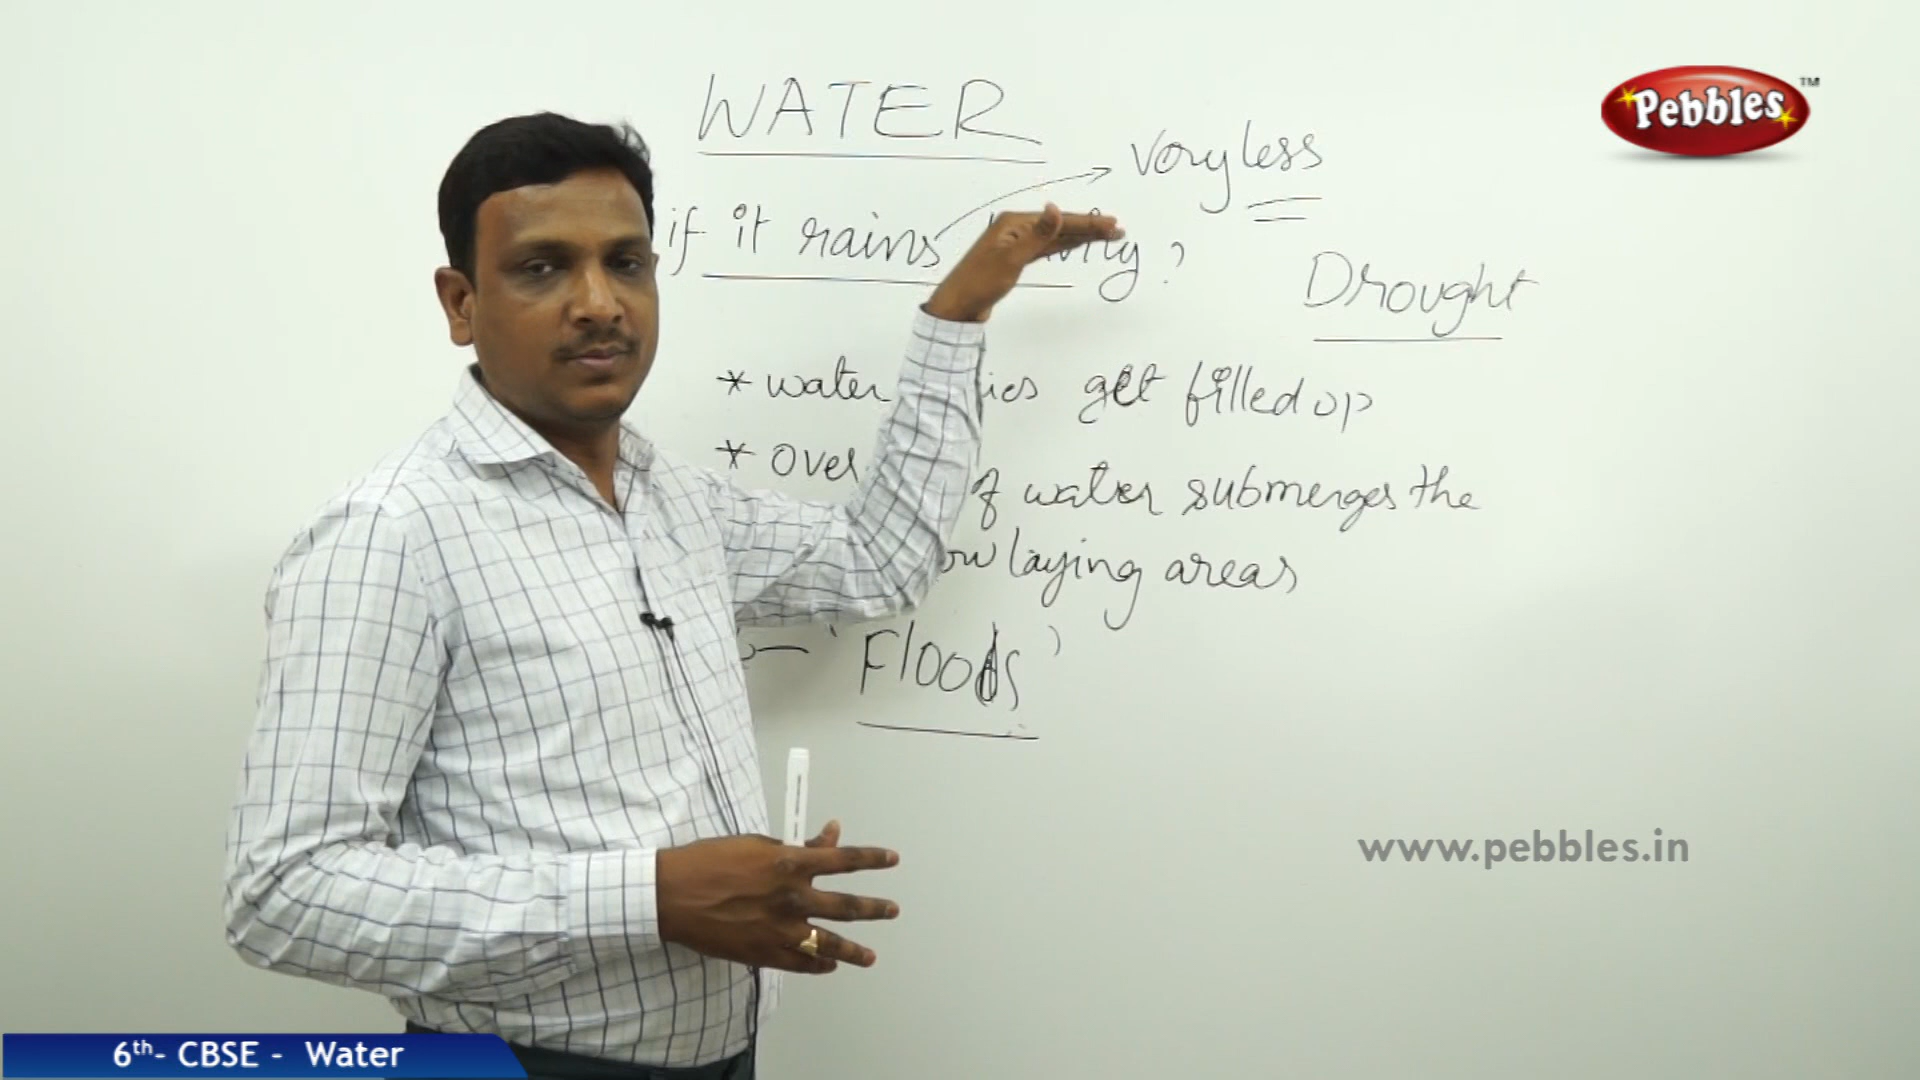 WATER
very less
if it rains
Drought
* water get filled up
* over of water submerges the
laying areas
'Floods'
Pebbles TM
www.pebbles.in
6th- CBSE - Water